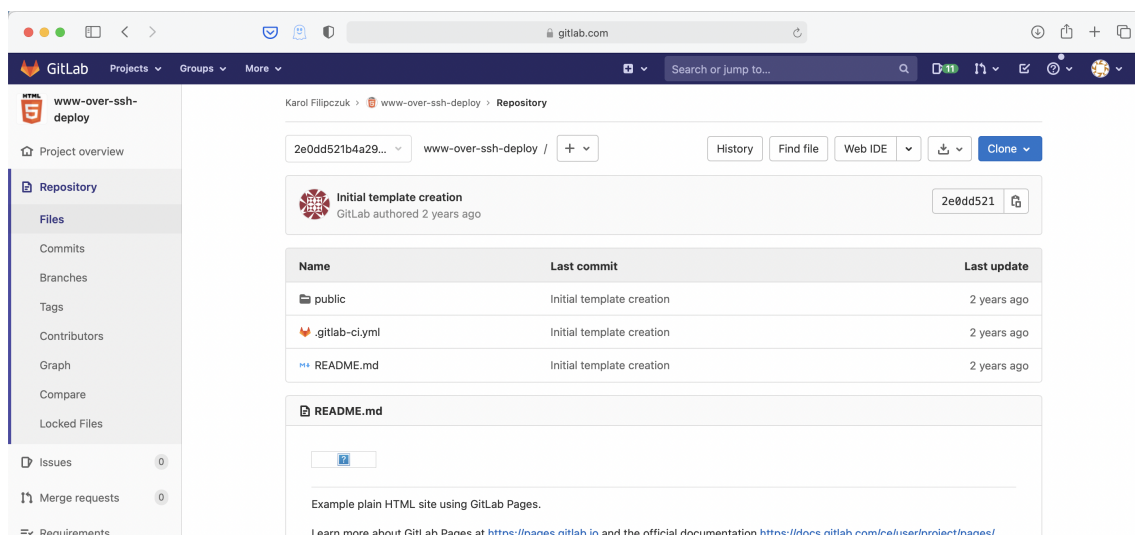 gitlab.com
GitLab Projects Groups More Search or jump to... 11
HTML
www-over-ssh-
deploy
Project overview
Repository
Files
Commits
Branches
Tags
Contributors
Graph
Compare
Locked Files
Issues 0
Merge requests 0
Requirements
Karol Filipczuk > www-over-ssh-deploy > Repository
2e0dd521b4a29... www-over-ssh-deploy / + History Find file Web IDE Clone
Initial template creation
GitLab authored 2 years ago
2e0dd521
Name Last commit Last update
public Initial template creation 2 years ago
.gitlab-ci.yml Initial template creation 2 years ago
M↓ README.md Initial template creation 2 years ago
README.md
?
Example plain HTML site using GitLab Pages.
Learn more about GitLab Pages at https://pages.gitlab.io and the official documentation https://docs.gitlab.com/ce/user/project/pages/